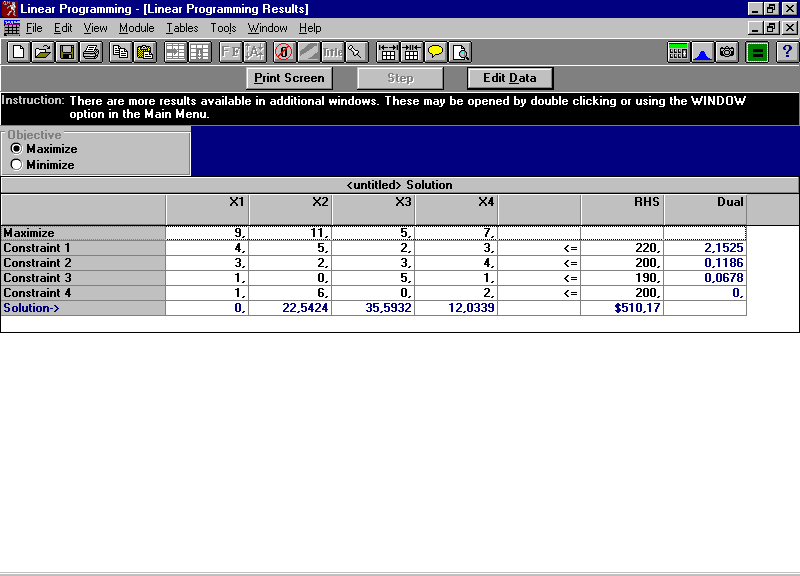 Linear Programming - [Linear Programming Results]
File Edit View Module Tables Tools Window Help
Title ?
Print Screen Step Edit Data
Instruction: There are more results available in additional windows. These may be opened by double clicking or using the WINDOW
option in the Main Menu.
Objective
Maximize
Minimize
<untitled> Solution
X1 X2 X3 X4 RHS Dual
Maximize 9, 11, 5, 7,
Constraint 1 4, 5, 2, 3, <= 220, 2,1525
Constraint 2 3, 2, 3, 4, <= 200, 0,1186
Constraint 3 1, 0, 5, 1, <= 190, 0,0678
Constraint 4 1, 6, 0, 2, <= 200, 0,
Solution-> 0, 22,5424 35,5932 12,0339 $510,17